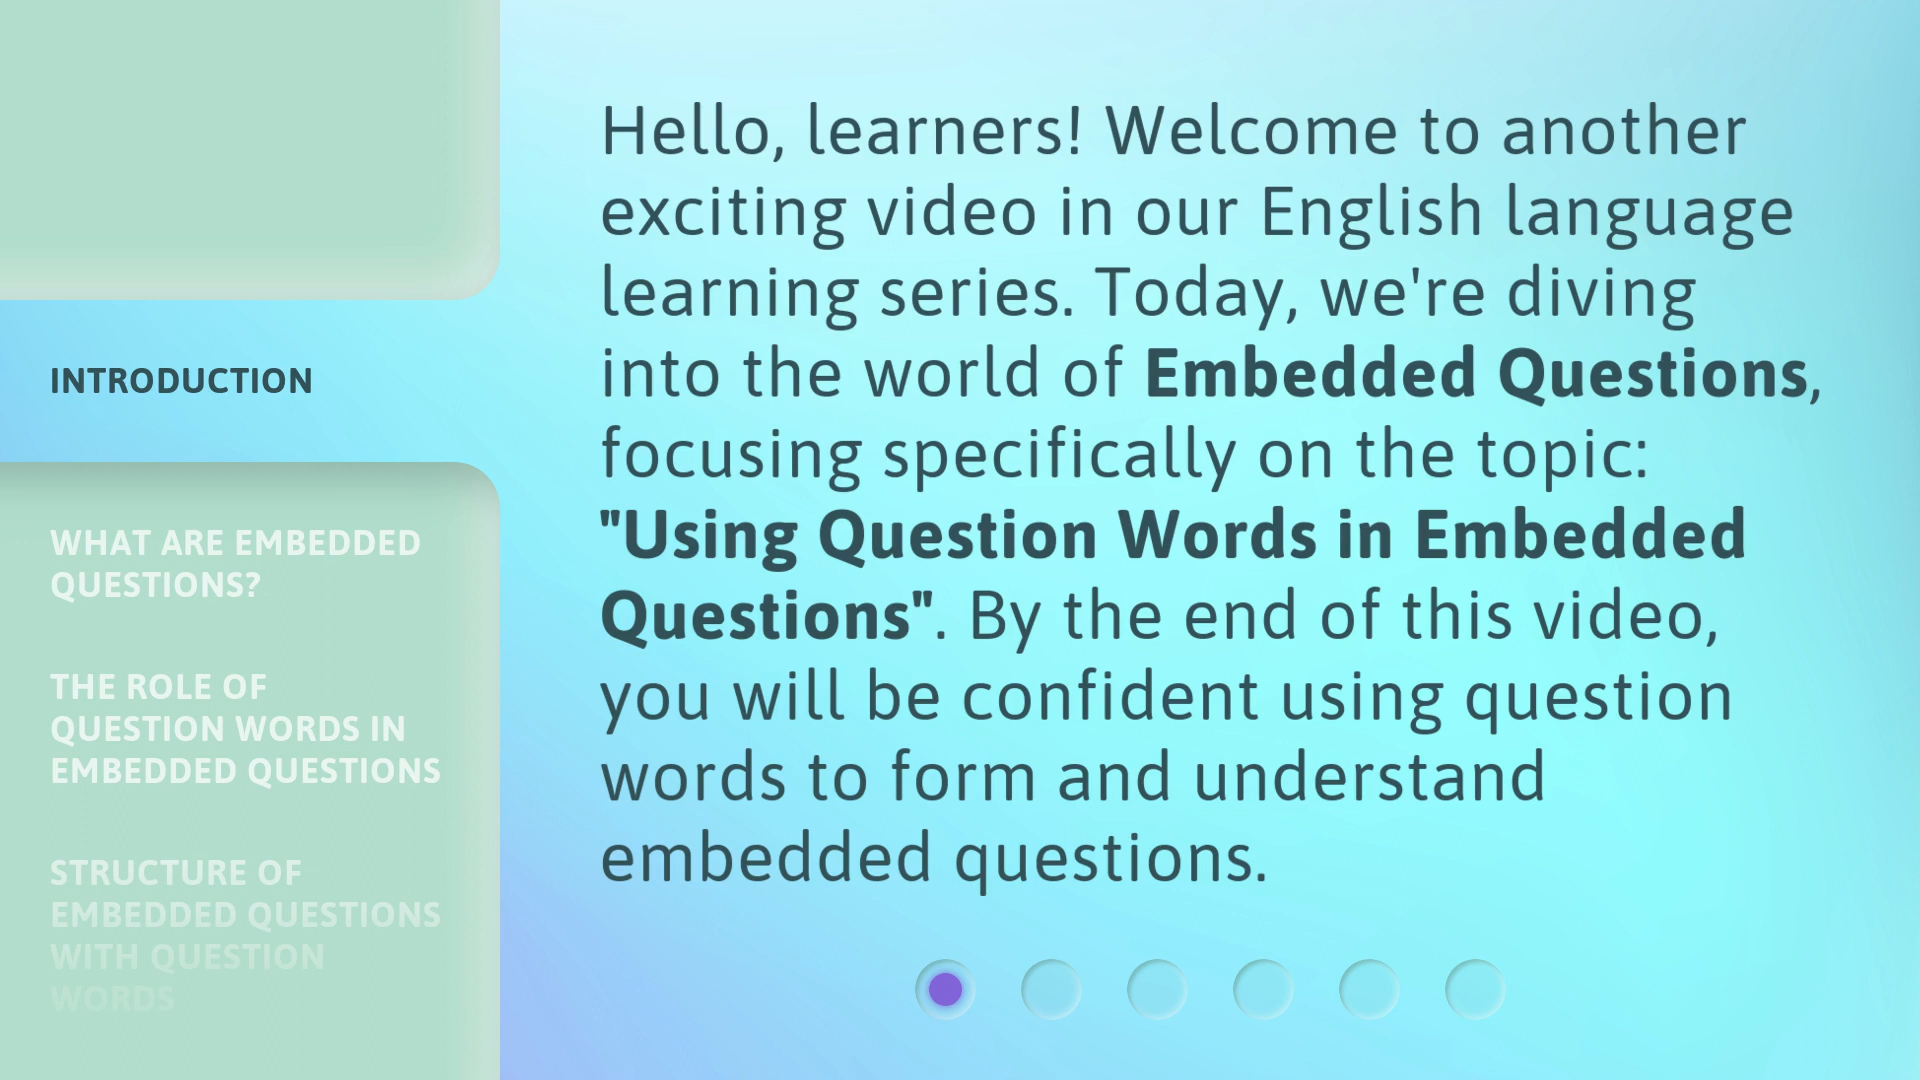 INTRODUCTION
WHAT ARE EMBEDDED
QUESTIONS?
THE ROLE OF
QUESTION WORDS IN
EMBEDDED QUESTIONS
STRUCTURE OF
EMBEDDED QUESTIONS
WITH QUESTION
WORDS
Hello, learners! Welcome to another
exciting video in our English language
learning series. Today, we're diving
into the world of Embedded Questions,
focusing specifically on the topic:
"Using Question Words in Embedded
Questions". By the end of this video,
you will be confident using question
words to form and understand
embedded questions.